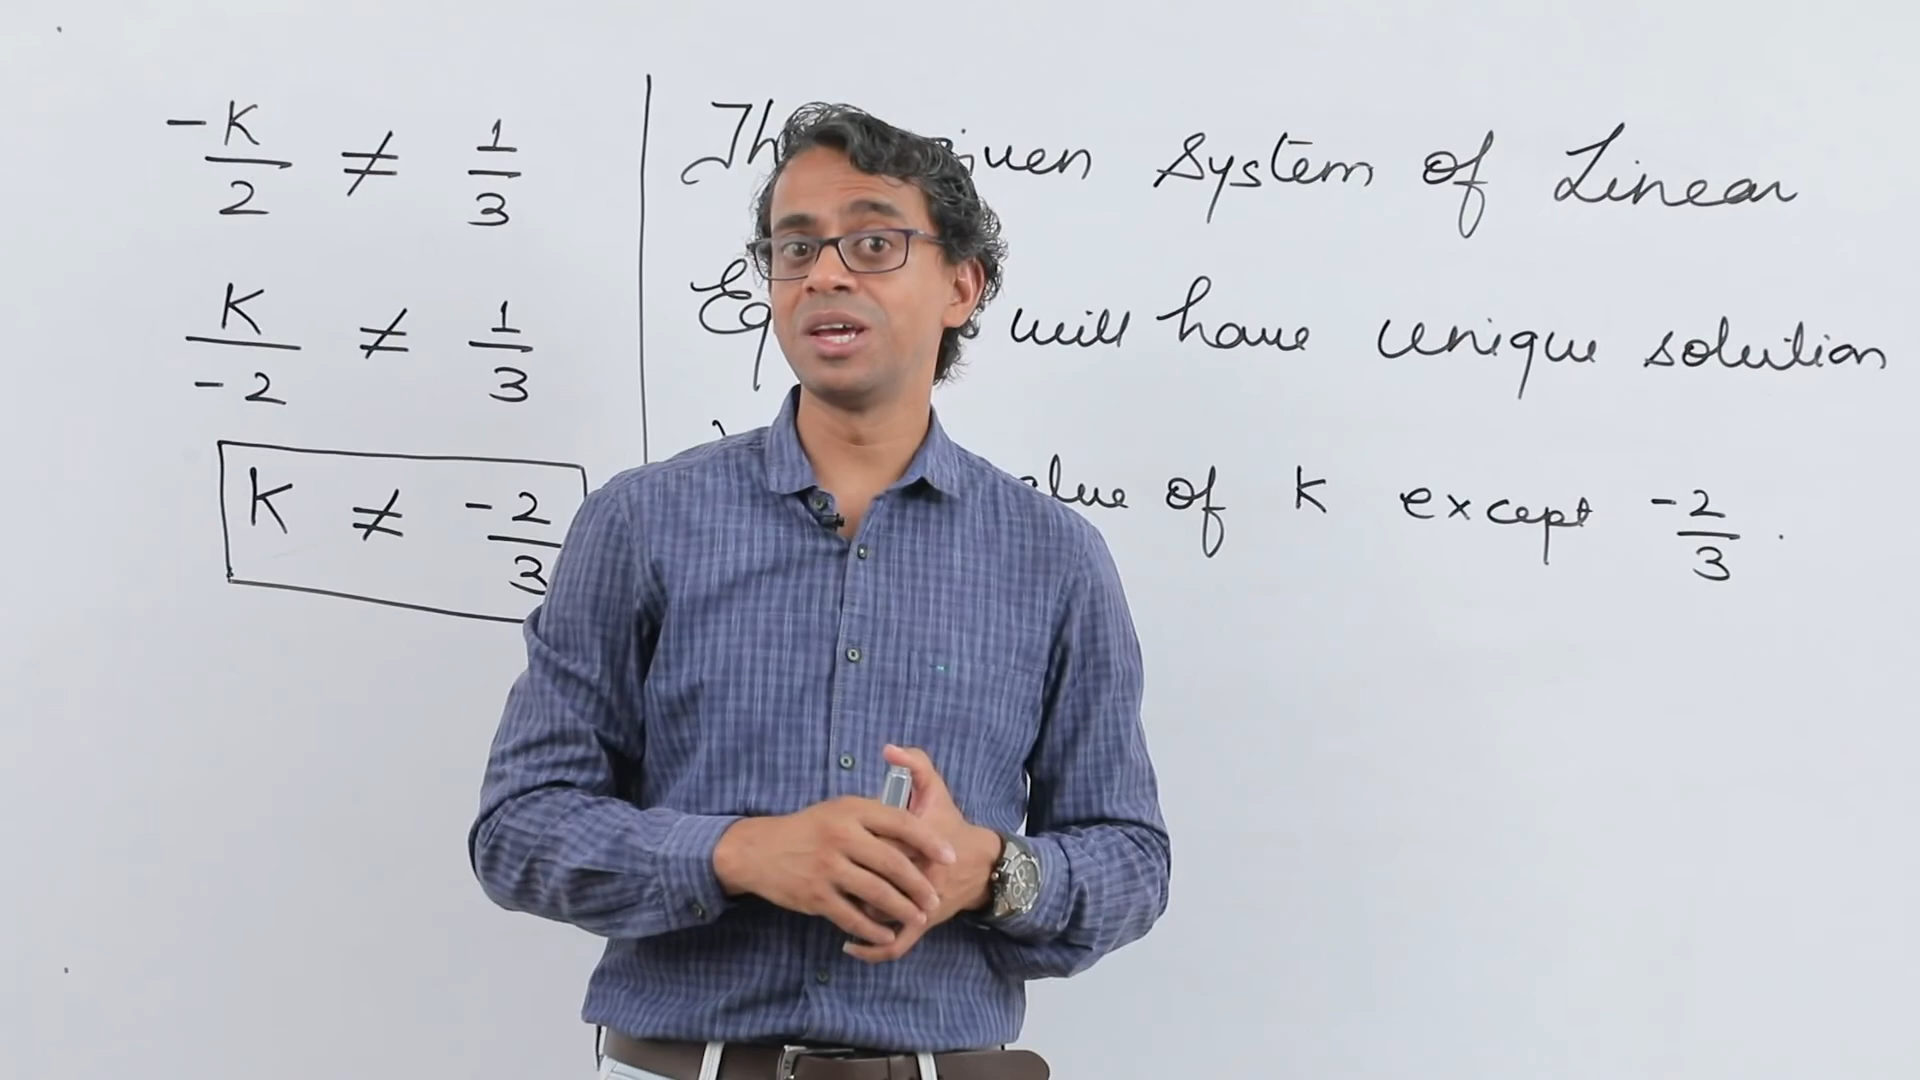 -K/2 ≠ 1/3
K/-2 ≠ 1/3
K ≠ -2/3
given System of Linear
will have unique solution
value of K except -2/3.